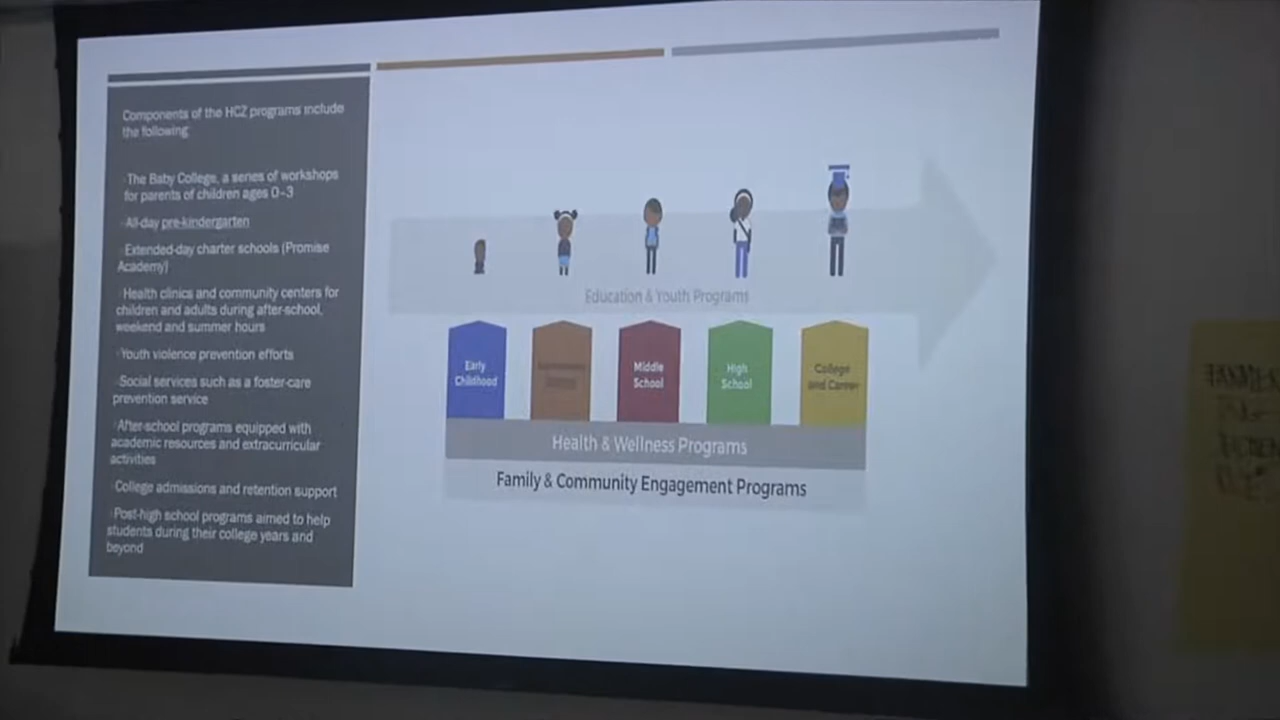 Components of the HCZ programs include
the following
The Baby College, a series of workshops
for parents of children ages 0–3
All-day pre-kindergarten
Extended-day charter schools (Promise
Academy)
Health clinics and community centers for
children and adults during after-school,
weekend and summer hours
Youth violence prevention efforts
Social services such as a foster-care
prevention service
After-school programs equipped with
academic resources and extracurricular
activities
College admissions and retention support
Post-high school programs aimed to help
students during their college years and
beyond
Education & Youth Programs
Early
Childhood
Middle
School
High
School
College
and Career
Health & Wellness Programs
Family & Community Engagement Programs